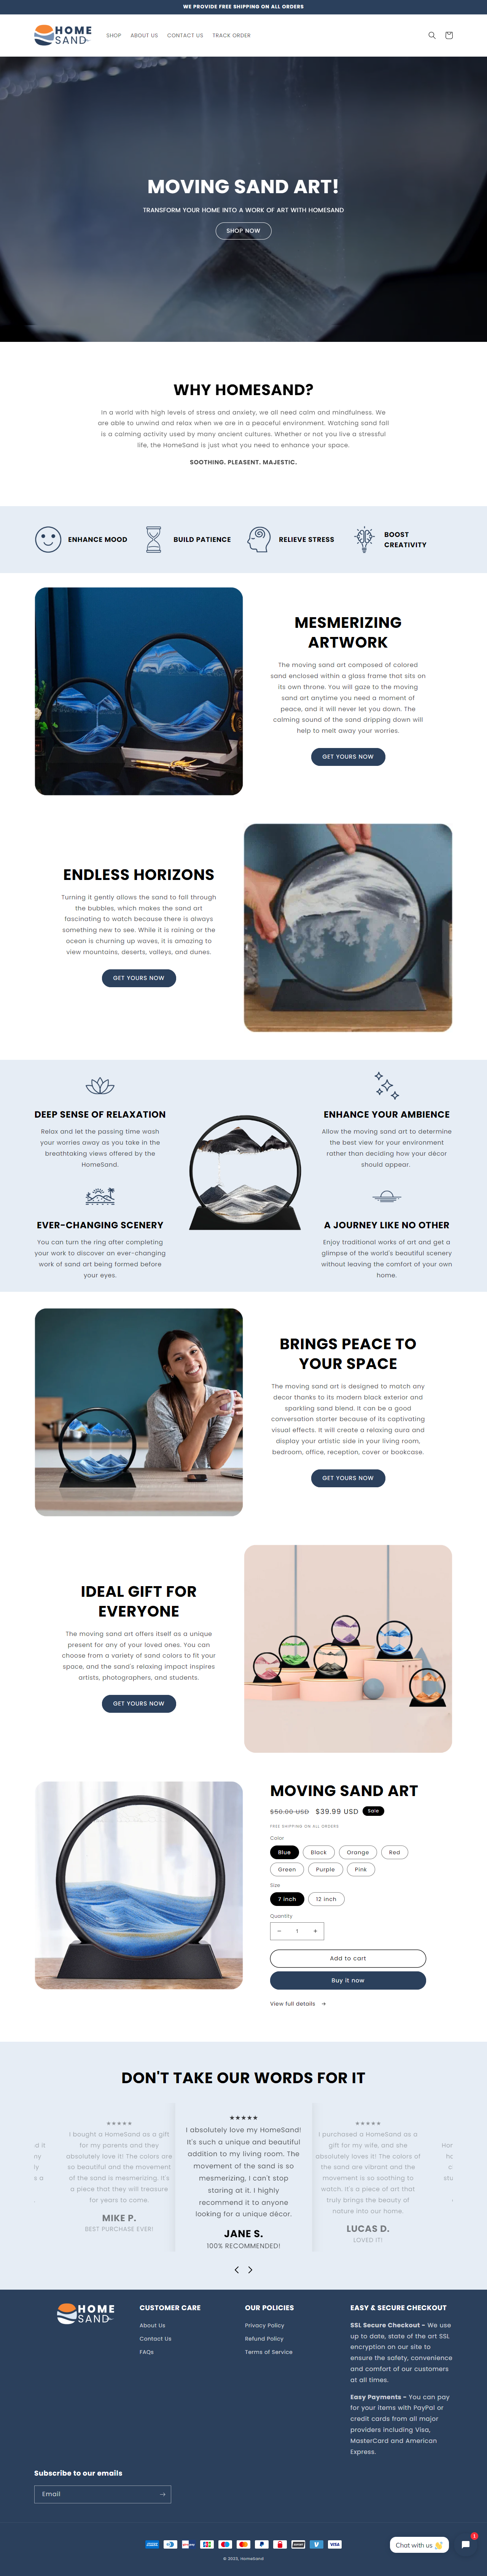 WE PROVIDE FREE SHIPPING ON ALL ORDERS
HOME
SAND
SHOP ABOUT US CONTACT US TRACK ORDER
MOVING SAND ART!
TRANSFORM YOUR HOME INTO A WORK OF ART WITH HOMESAND
SHOP NOW
WHY HOMESAND?
In a world with high levels of stress and anxiety, we all need calm and mindfulness. We
are able to unwind and relax when we are in a peaceful environment. Watching sand fall
is a calming activity used by many ancient cultures. Whether or not you live a stressful
life, the HomeSand is just what you need to enhance your space.
SOOTHING. PLEASENT. MAJESTIC.
ENHANCE MOOD
BUILD PATIENCE
RELIEVE STRESS
BOOST
CREATIVITY
MESMERIZING
ARTWORK
The moving sand art composed of colored
sand enclosed within a glass frame that sits on
its own throne. You will gaze to the moving
sand art anytime you need a moment of
peace, and it will never let you down. The
calming sound of the sand dripping down will
help to melt away your worries.
GET YOURS NOW
ENDLESS HORIZONS
Turning it gently allows the sand to fall through
the bubbles, which makes the sand art
fascinating to watch because there is always
something new to see. While it is raining or the
ocean is churning up waves, it is amazing to
view mountains, deserts, valleys, and dunes.
GET YOURS NOW
DEEP SENSE OF RELAXATION
Relax and let the passing time wash
your worries away as you take in the
breathtaking views offered by the
HomeSand.
EVER-CHANGING SCENERY
You can turn the ring after completing
your work to discover an ever-changing
work of sand art being formed before
your eyes.
ENHANCE YOUR AMBIENCE
Allow the moving sand art to determine
the best view for your environment
rather than deciding how your décor
should appear.
A JOURNEY LIKE NO OTHER
Enjoy traditional works of art and get a
glimpse of the world's beautiful scenery
without leaving the comfort of your own
home.
BRINGS PEACE TO
YOUR SPACE
The moving sand art is designed to match any
decor thanks to its modern black exterior and
sparkling sand blend. It can be a good
conversation starter because of its captivating
visual effects. It will create a relaxing aura and
display your artistic side in your living room,
bedroom, office, reception, cover or bookcase.
GET YOURS NOW
IDEAL GIFT FOR
EVERYONE
The moving sand art offers itself as a unique
present for any of your loved ones. You can
choose from a variety of sand colors to fit your
space, and the sand's relaxing impact inspires
artists, photographers, and students.
GET YOURS NOW
MOVING SAND ART
$50.00 USD $39.99 USD Sale
FREE SHIPPING ON ALL ORDERS
Color
Blue Black Orange Red
Green Purple Pink
Size
7 inch 12 inch
Quantity
− 1 +
Add to cart
Buy it now
View full details →
DON'T TAKE OUR WORDS FOR IT
★★★★★
I bought a HomeSand as a gift
for my parents and they
absolutely love it! The colors are
so beautiful and the movement
of the sand is mesmerizing. It's
a piece that they will treasure
for years to come.
MIKE P.
BEST PURCHASE EVER!
★★★★★
I absolutely love my HomeSand!
It's such a unique and beautiful
addition to my living room. The
movement of the sand is so
mesmerizing, I can't stop
staring at it. I highly
recommend it to anyone
looking for a unique décor.
JANE S.
100% RECOMMENDED!
★★★★★
I purchased a HomeSand as a
gift for my wife, and she
absolutely loves it! The colors of
the sand are vibrant and the
movement is so soothing to
watch. It's a piece of art that
truly brings the beauty of
nature into our home.
LUCAS D.
LOVED IT!
HOME
SAND
CUSTOMER CARE
About Us
Contact Us
FAQs
OUR POLICIES
Privacy Policy
Refund Policy
Terms of Service
EASY & SECURE CHECKOUT
SSL Secure Checkout - We use
up to date, state of the art SSL
encryption on our site to
ensure the safety, convenience
and comfort of our customers
at all times.
Easy Payments - You can pay
for your items with PayPal or
credit cards from all major
providers including Visa,
MasterCard and American
Express.
Subscribe to our emails
Email →
VISA
Chat with us 👋
1
© 2023, HomeSand